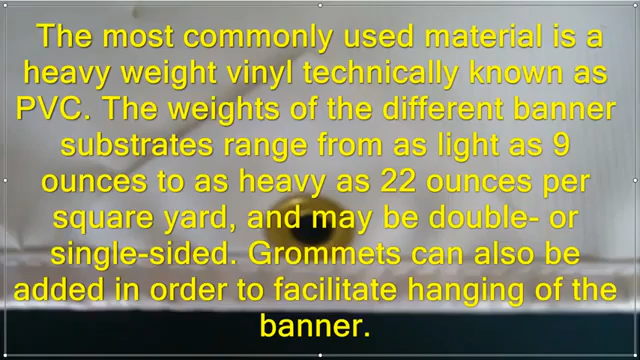 The most commonly used material is a
heavy weight vinyl technically known as
PVC. The weights of the different banner
substrates range from as light as 9
ounces to as heavy as 22 ounces per
square yard, and may be double- or
single-sided. Grommets can also be
added in order to facilitate hanging of the
banner.